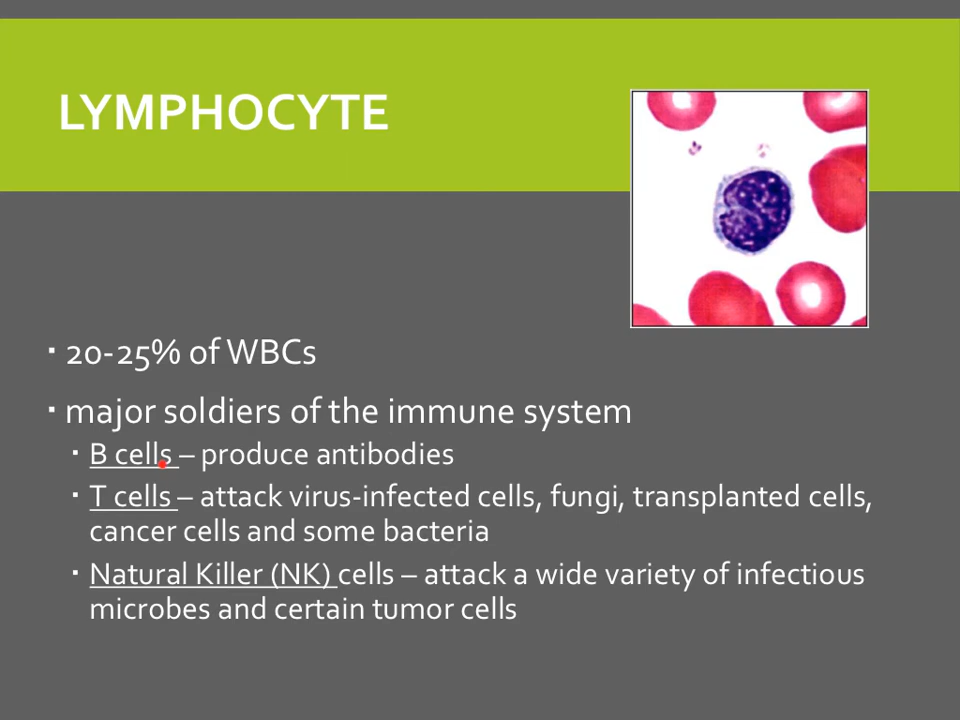 LYMPHOCYTE
▪ 20-25% of WBCs
▪ major soldiers of the immune system
▪ B cells – produce antibodies
▪ T cells – attack virus-infected cells, fungi, transplanted cells,
cancer cells and some bacteria
▪ Natural Killer (NK) cells – attack a wide variety of infectious
microbes and certain tumor cells